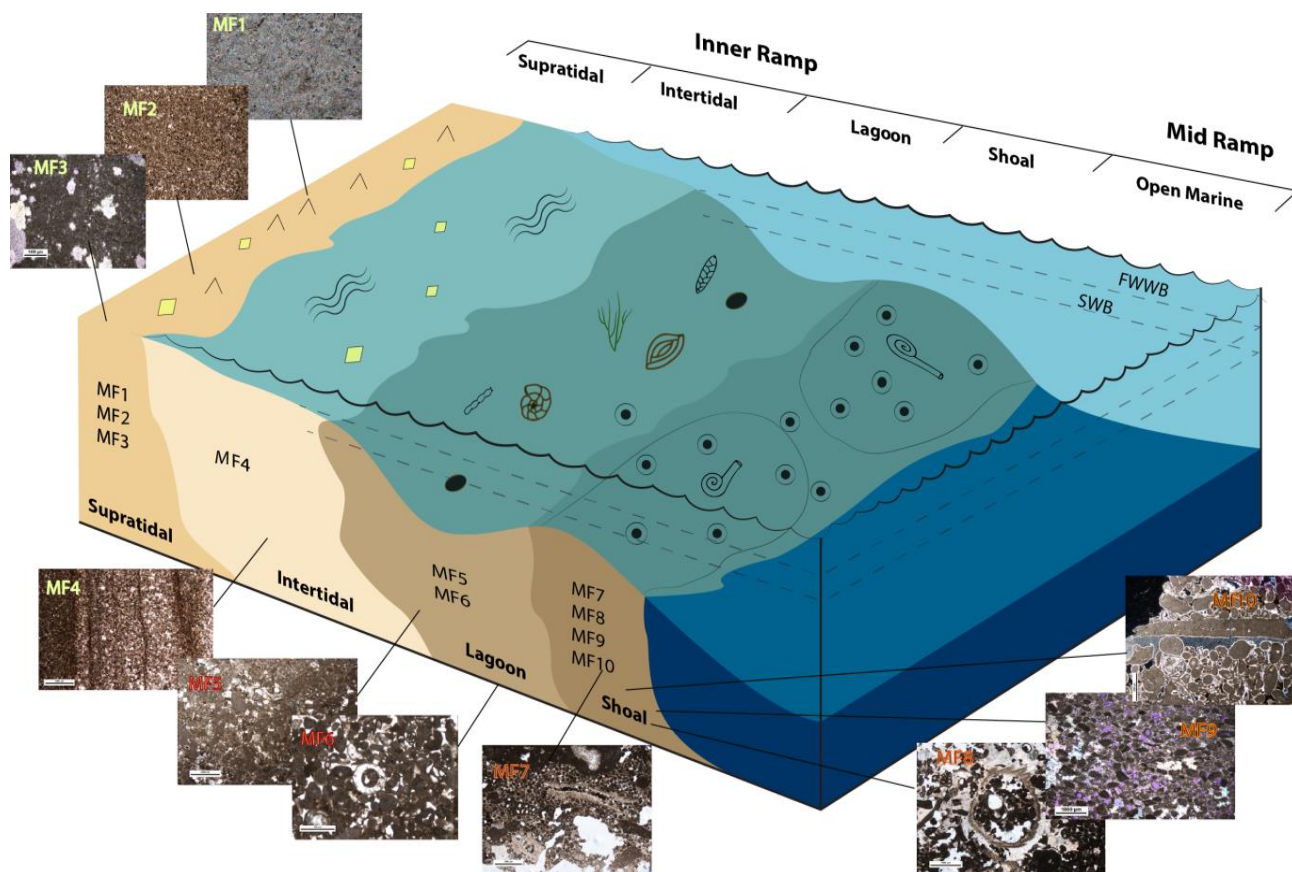 MF1
MF2
MF3
Inner Ramp
Supratidal
Intertidal
Lagoon
Shoal
Mid Ramp
Open Marine
FWWB
SWB
MF1
MF2
MF3
Supratidal
MF4
Intertidal
MF5
MF6
Lagoon
MF7
MF8
MF9
MF10
Shoal
MF4
MF5
MF6
MF7
MF8
MF9
MF10